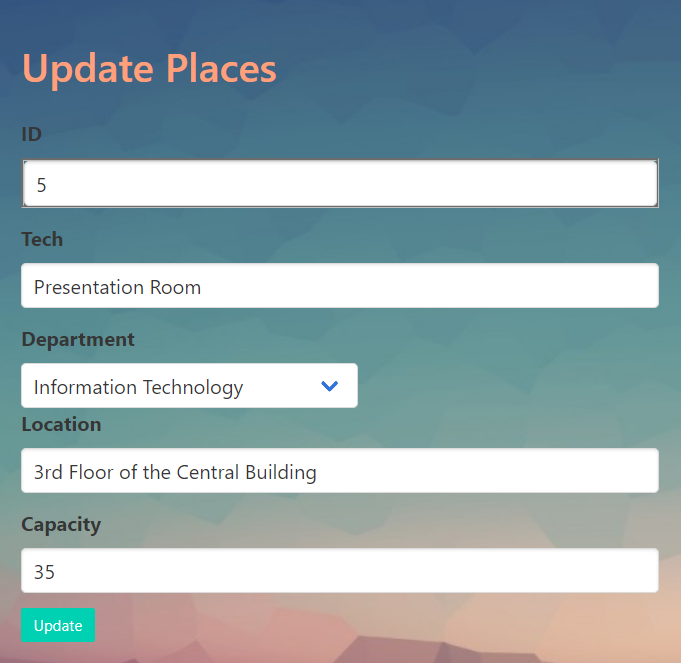 Update Places
ID
5
Tech
Presentation Room
Department
Information Technology
Location
3rd Floor of the Central Building
Capacity
35
Update